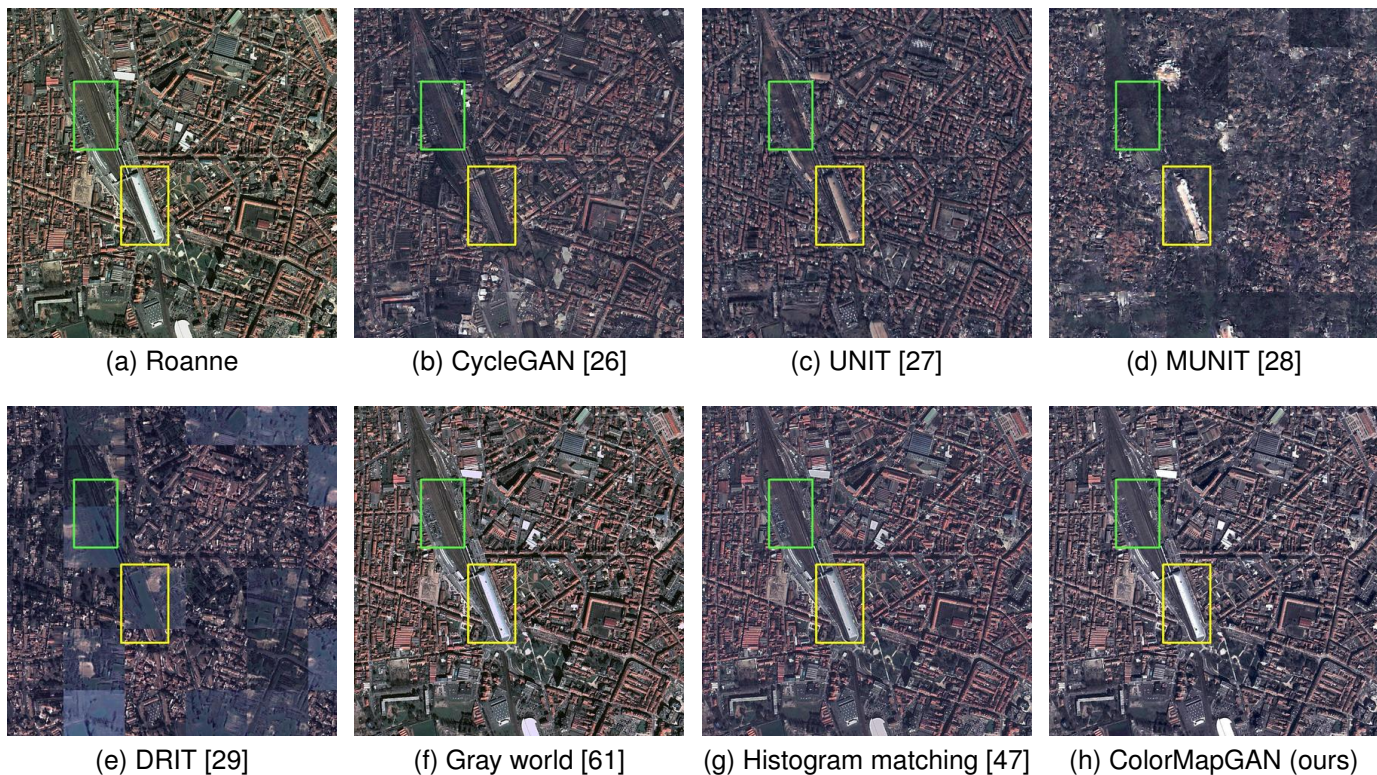 (a) Roanne
(b) CycleGAN [26]
(c) UNIT [27]
(d) MUNIT [28]
(e) DRIT [29]
(f) Gray world [61]
(g) Histogram matching [47]
(h) ColorMapGAN (ours)